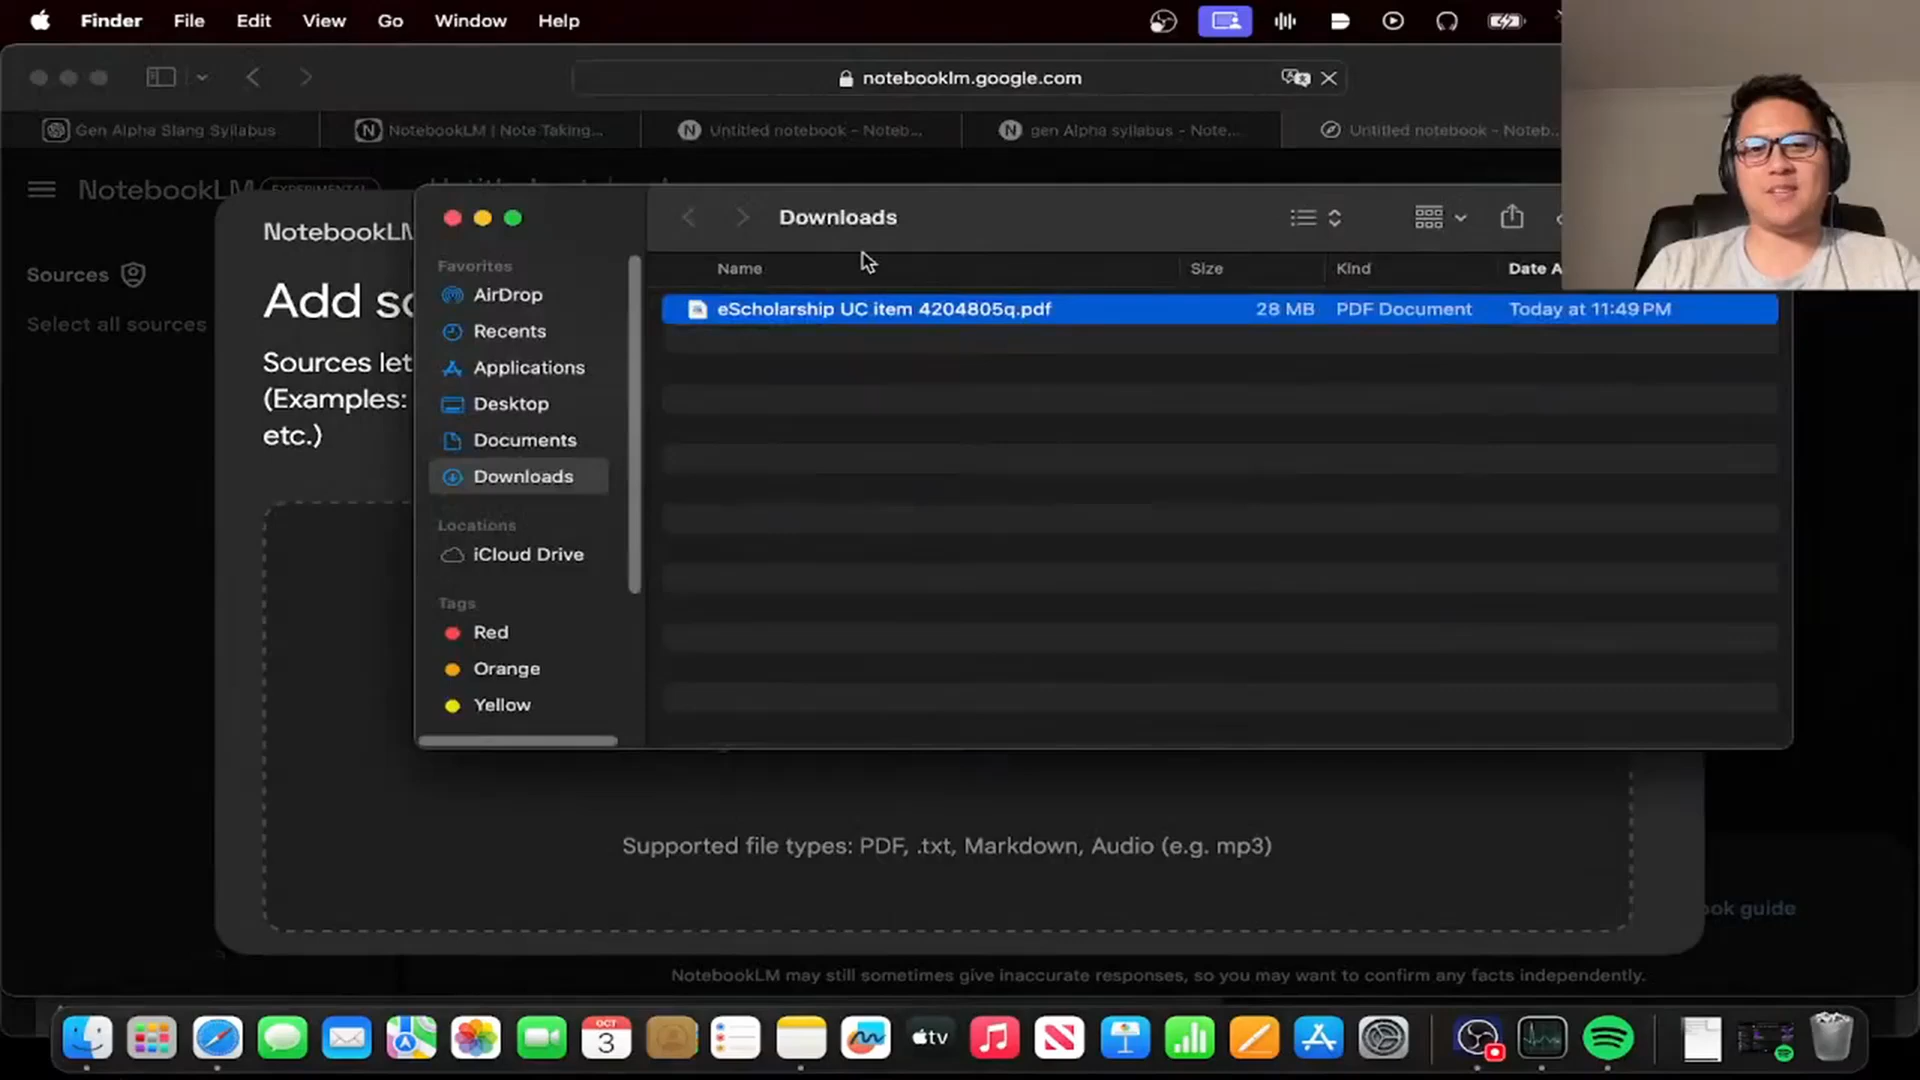 Finder File Edit View Go Window Help
notebooklm.google.com
Gen Alpha Slang Syllabus
NotebookLM | Note Taking...
Untitled notebook - Noteb...
gen Alpha syllabus - Note...
Untitled notebook - Noteb...
NotebookLM EXPERIMENTAL
Sources
Select all sources
NotebookLM
Add so
Sources let
(Examples:
etc.)
Downloads
Favorites
AirDrop
Recents
Applications
Desktop
Documents
Downloads
Locations
iCloud Drive
Tags
Red
Orange
Yellow
Name Size Kind Date A
eScholarship UC item 4204805q.pdf 28 MB PDF Document Today at 11:49 PM
Supported file types: PDF, .txt, Markdown, Audio (e.g. mp3)
ook guide
NotebookLM may still sometimes give inaccurate responses, so you may want to confirm any facts independently.
OCT
3
tv